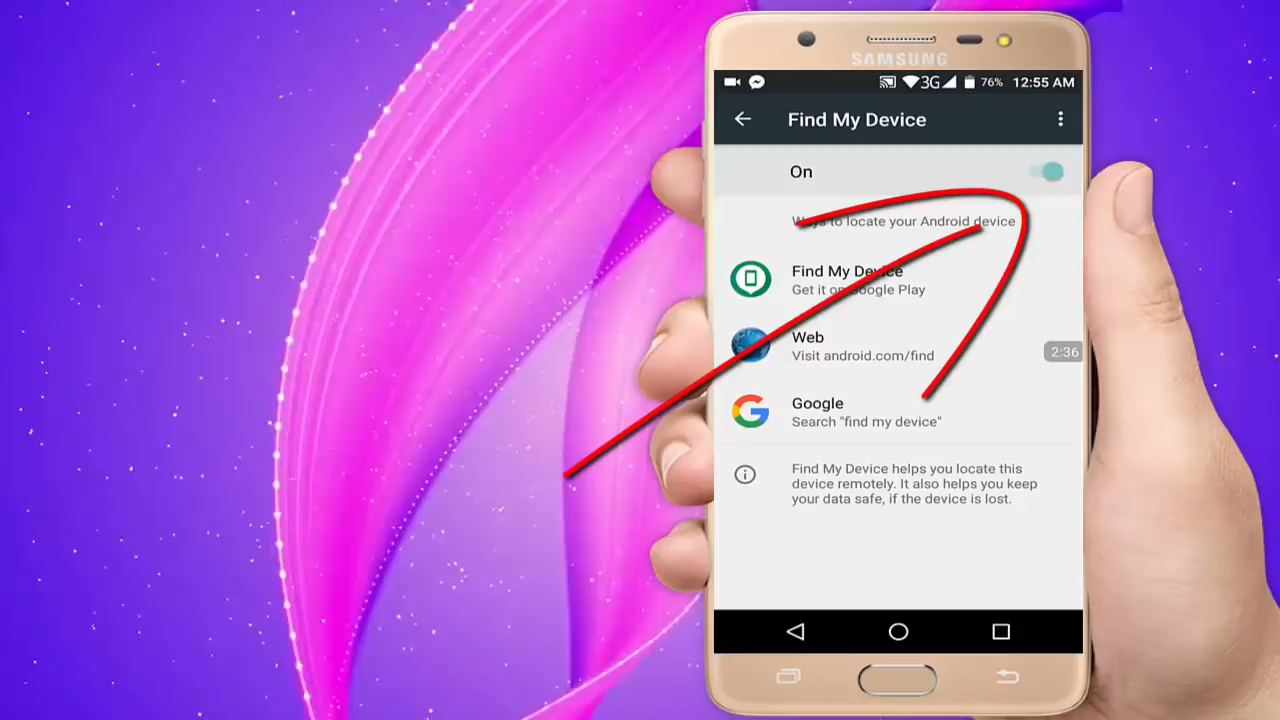 SAMSUNG
3G 76% 12:55 AM
Find My Device
On
Ways to locate your Android device
Find My Device
Get it on Google Play
Web
Visit android.com/find
2:36
Google
Search "find my device"
Find My Device helps you locate this
device remotely. It also helps you keep
your data safe, if the device is lost.